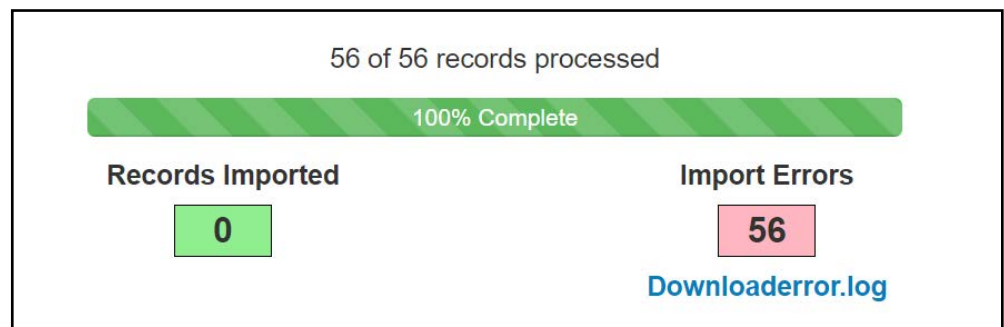 56 of 56 records processed
100% Complete
Records Imported
Import Errors
0
56
Downloaderror.log